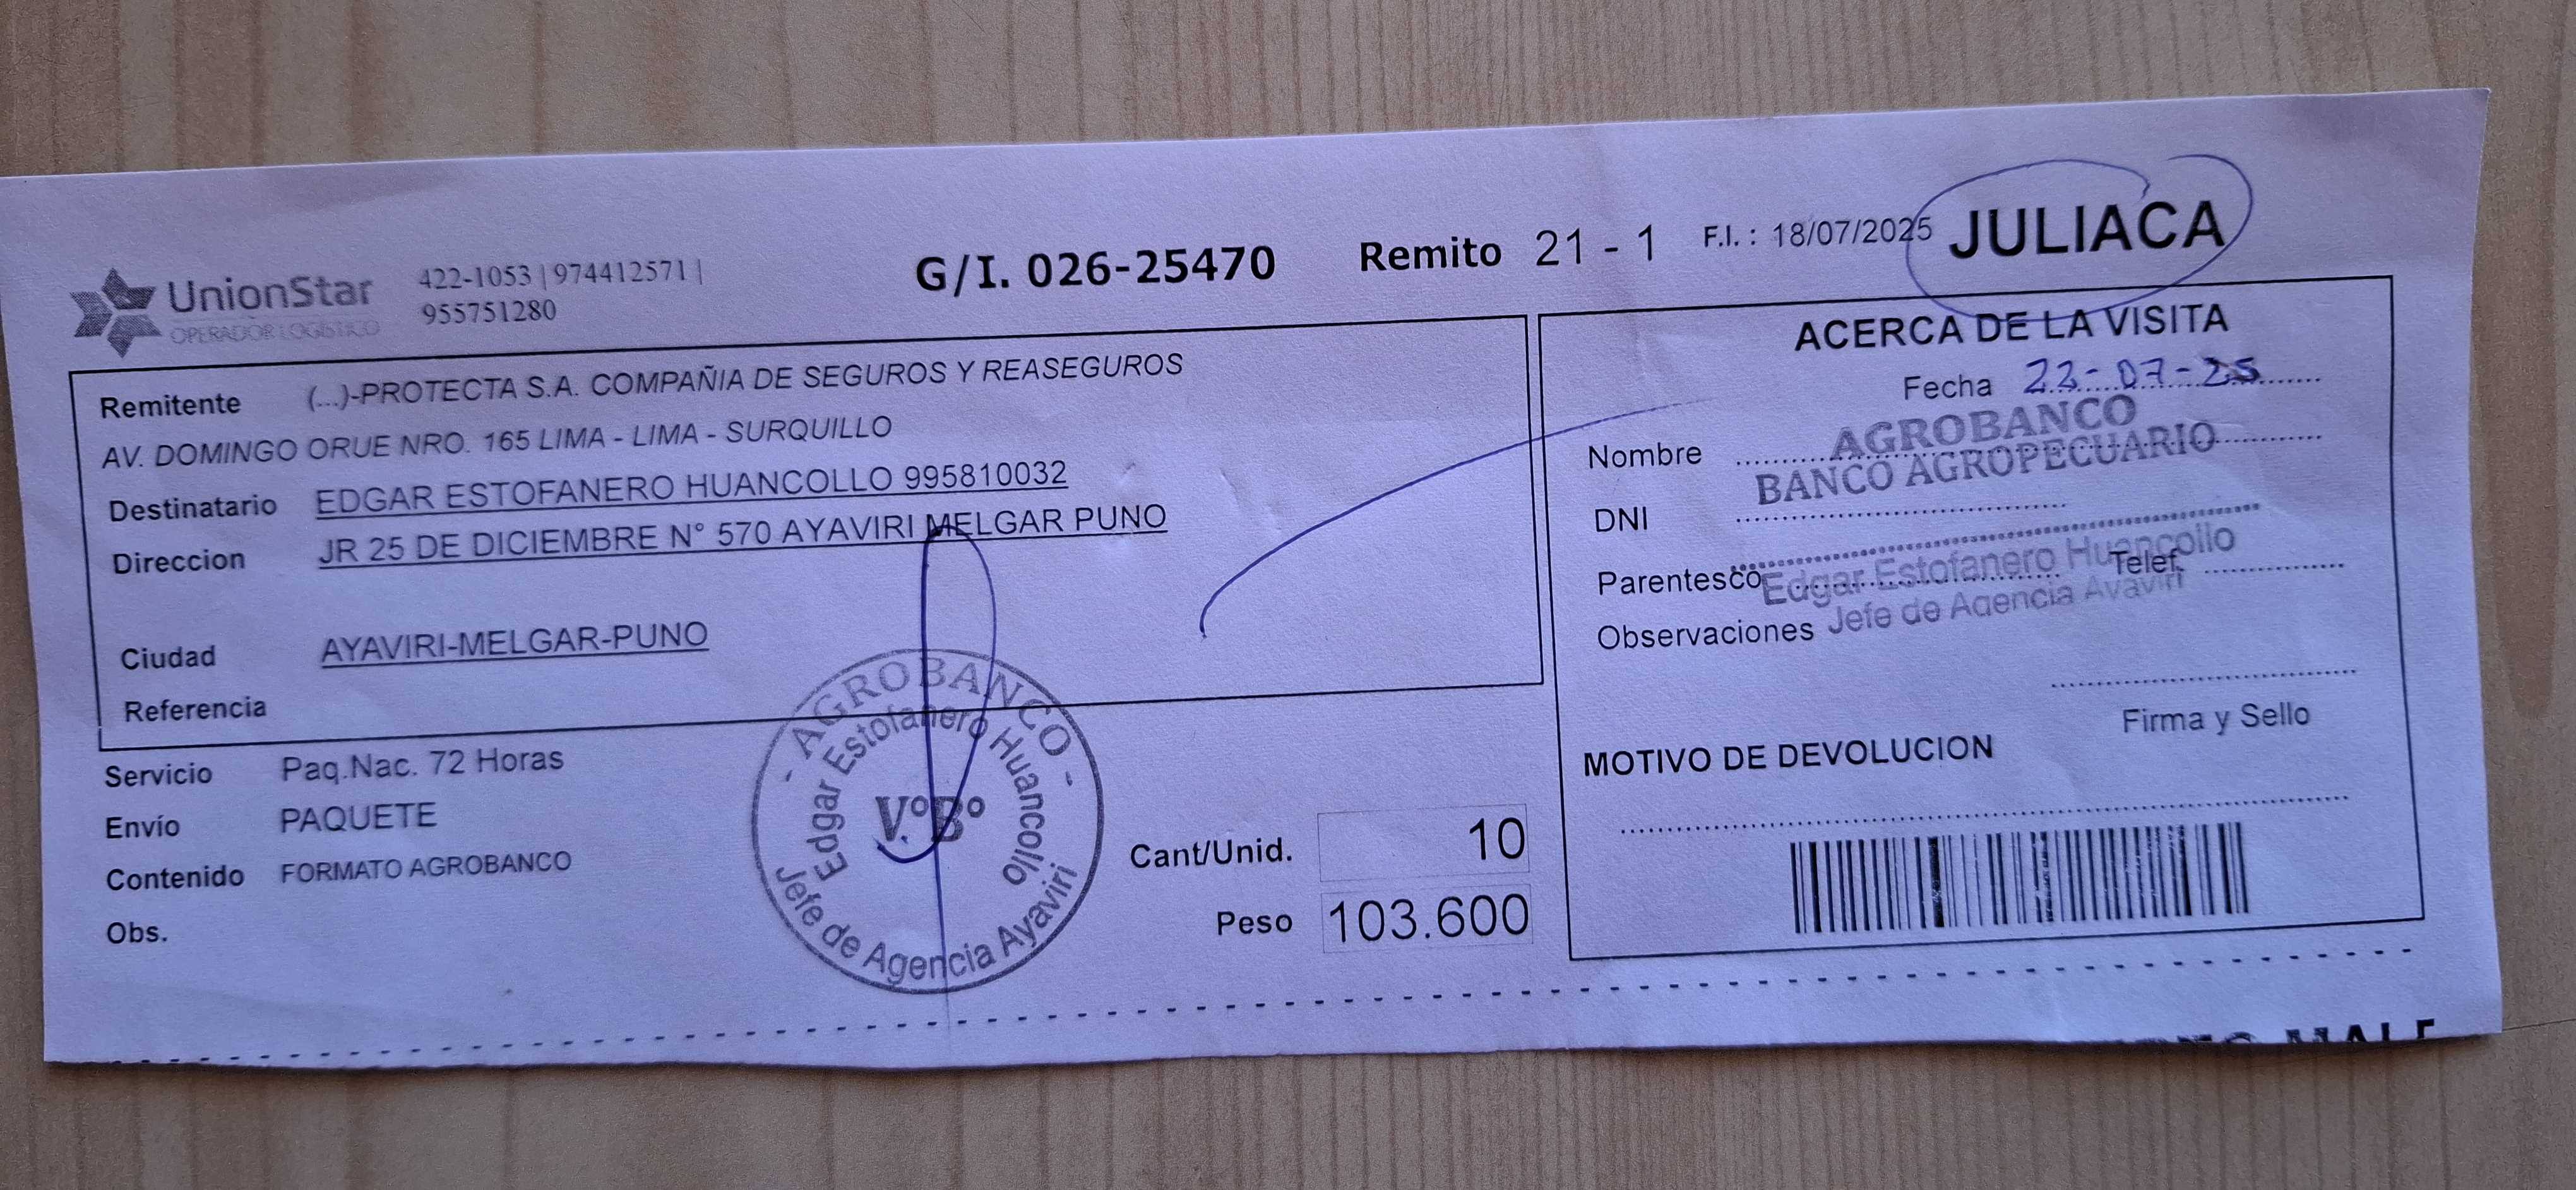 UnionStar
OPERADOR LOGÍSTICO
422-1053 | 974412571 |
955751280
G/I. 026-25470
Remito 21 - 1
F.I. : 18/07/2025
JULIACA
Remitente (...)-PROTECTA S.A. COMPAÑIA DE SEGUROS Y REASEGUROS
AV. DOMINGO ORUE NRO. 165 LIMA - LIMA - SURQUILLO
Destinatario EDGAR ESTOFANERO HUANCOLLO 995810032
Direccion JR 25 DE DICIEMBRE N° 570 AYAVIRI MELGAR PUNO
Ciudad AYAVIRI-MELGAR-PUNO
Referencia
Servicio Paq.Nac. 72 Horas
Envío PAQUETE
Contenido FORMATO AGROBANCO
Obs.
- AGROBANCO -
Edgar Estofanero Huancollo
V.°B°
Jefe de Agencia Ayaviri
Cant/Unid. 10
Peso 103.600
ACERCA DE LA VISITA
Fecha 22-07-25
Nombre
AGROBANCO
BANCO AGROPECUARIO
DNI
Parentesco
Telef.
Edgar Estofanero Huancollo
Jefe de Agencia Ayaviri
Observaciones
Firma y Sello
MOTIVO DE DEVOLUCION